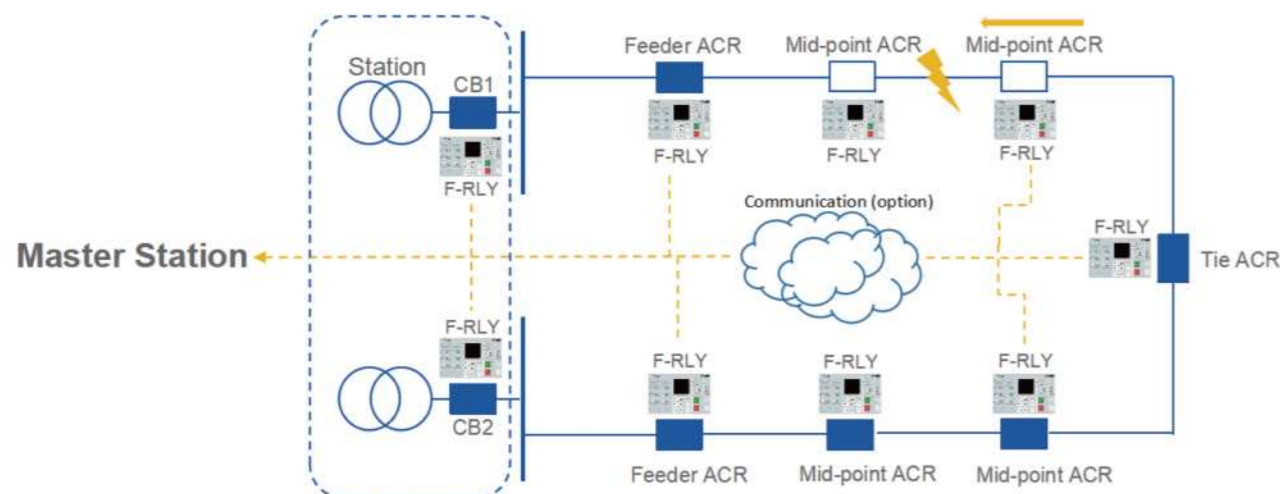 Feeder ACR
Mid-point ACR
Mid-point ACR
Station
CB1
F-RLY
F-RLY
F-RLY
F-RLY
Communication (option)
F-RLY
Master Station
Tie ACR
F-RLY
F-RLY
F-RLY
F-RLY
CB2
Feeder ACR
Mid-point ACR
Mid-point ACR